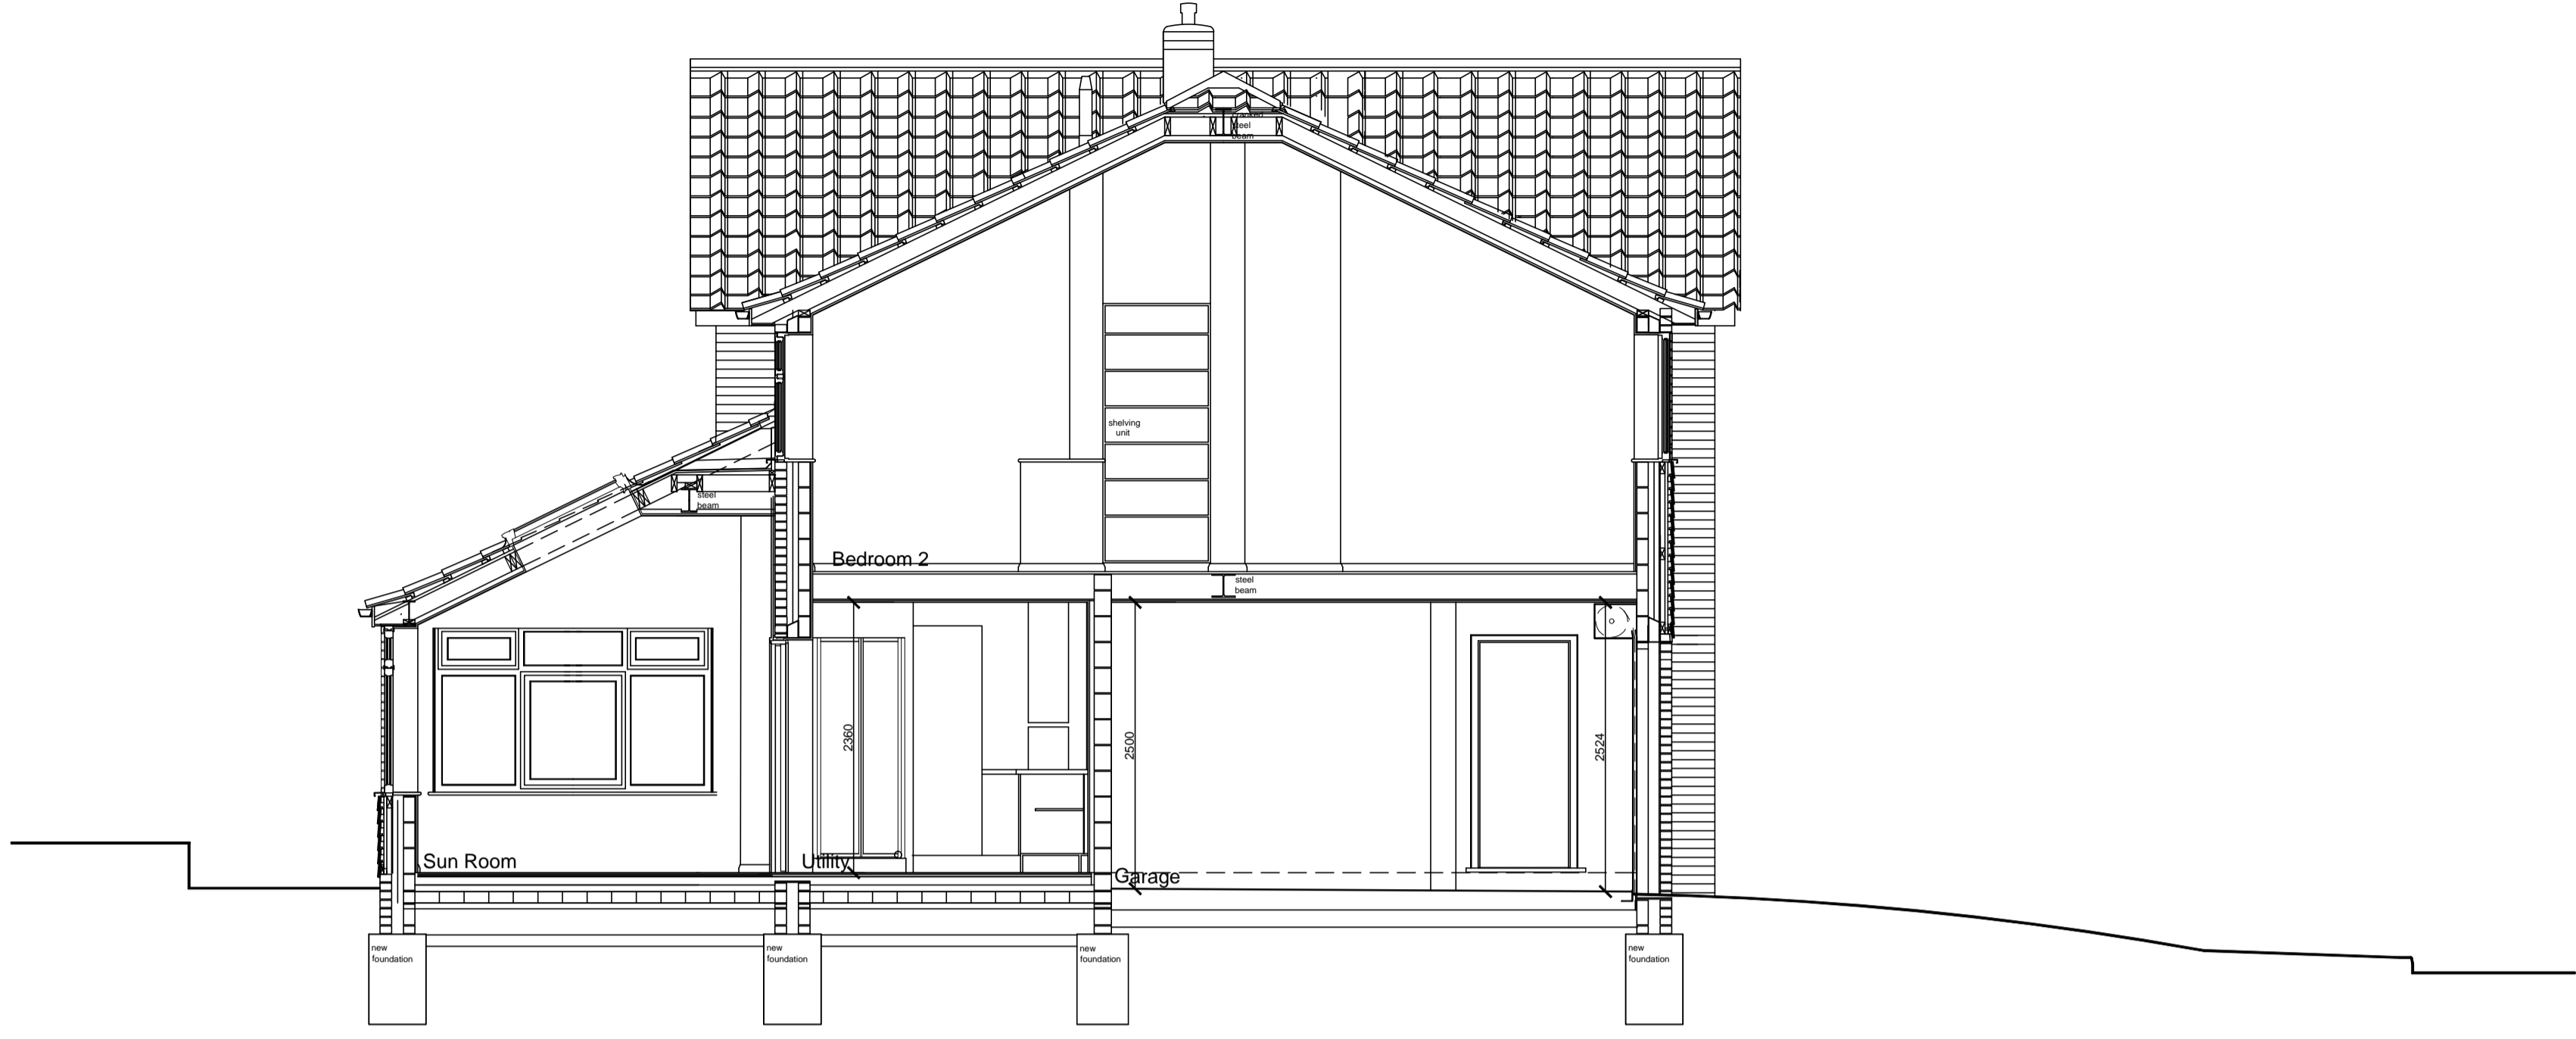 cranked
steel
beam
shelving
unit
steel
beam
Bedroom 2
steel
beam
2360
2500
2524
Sun Room
Utility
Garage
new
foundation
new
foundation
new
foundation
new
foundation